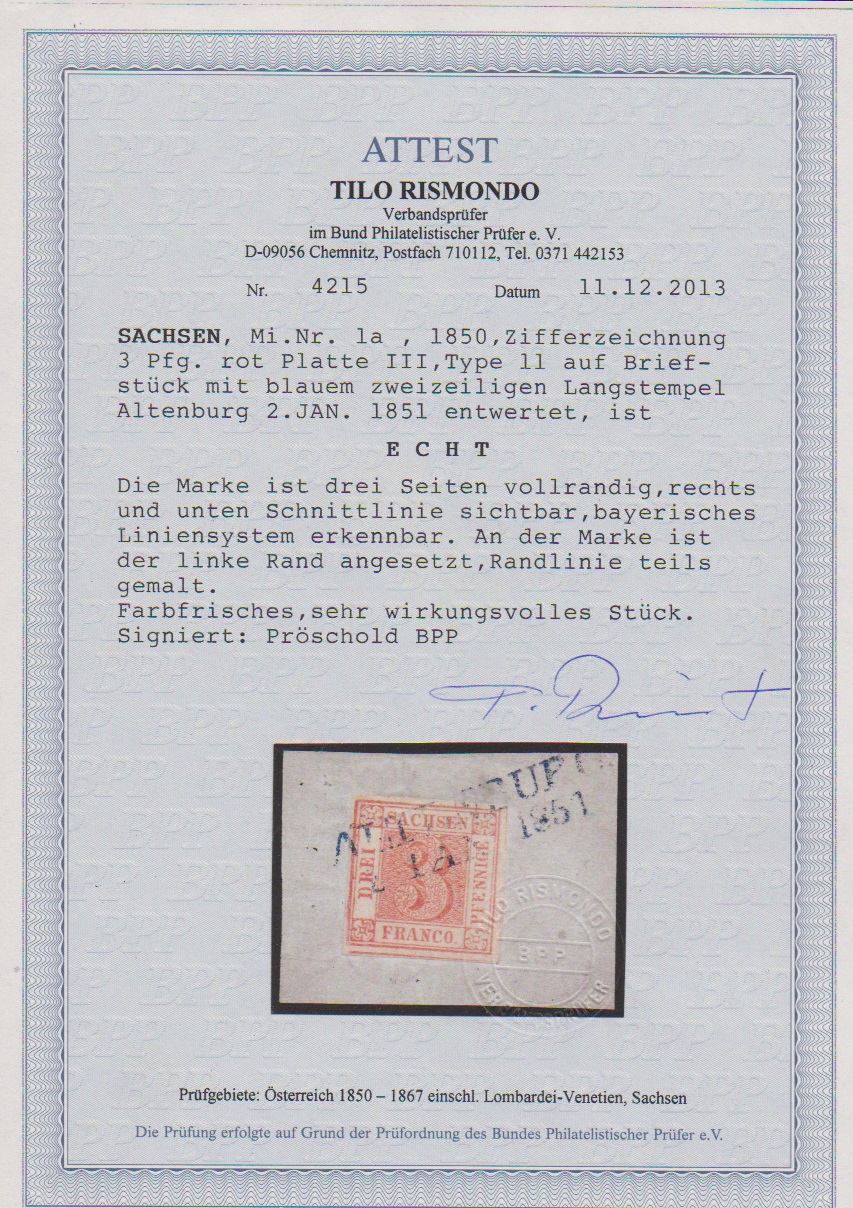 ATTEST
TILO RISMONDO
Verbandsprüfer
im Bund Philatelistischer Prüfer e. V.
D-09056 Chemnitz, Postfach 710112, Tel. 0371 442153
Nr. 4215 Datum 11.12.2013
SACHSEN, Mi.Nr. 1a , 1850,Zifferzeichnung
3 Pfg. rot Platte III,Type 11 auf Brief-
stück mit blauem zweizeiligen Langstempel
Altenburg 2.JAN. 1851 entwertet, ist
E C H T
Die Marke ist drei Seiten vollrandig,rechts
und unten Schnittlinie sichtbar,bayerisches
Liniensystem erkennbar. An der Marke ist
der linke Rand angesetzt,Randlinie teils
gemalt.
Farbfrisches,sehr wirkungsvolles Stück.
Signiert: Pröschold BPP
1851
SACHSEN
DREI
3
PFENNIGE
FRANCO.
TILO RISMONDO
BPP
VERBANDSPRÜFER
Prüfgebiete: Österreich 1850 – 1867 einschl. Lombardei-Venetien, Sachsen
Die Prüfung erfolgte auf Grund der Prüfordnung des Bundes Philatelistischer Prüfer e.V.